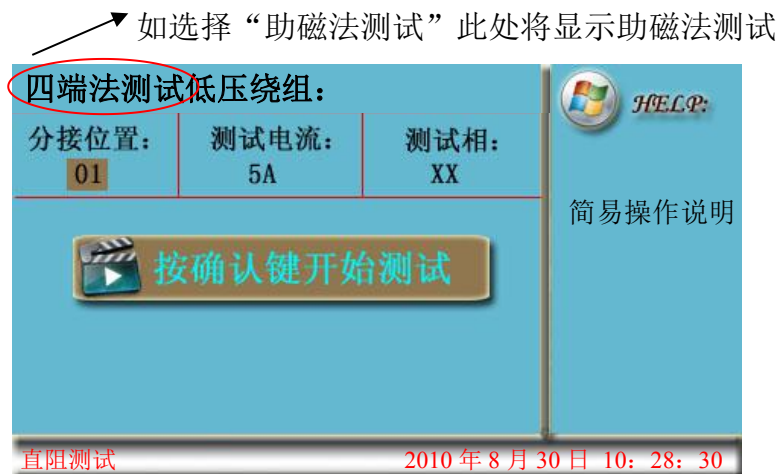 如选择“助磁法测试”此处将显示助磁法测试
四端法测试低压绕组：
HELP:
分接位置： 测试电流： 测试相：
01 5A XX
简易操作说明
按确认键开始测试
直阻测试 2010 年 8 月 30 日 10：28：30